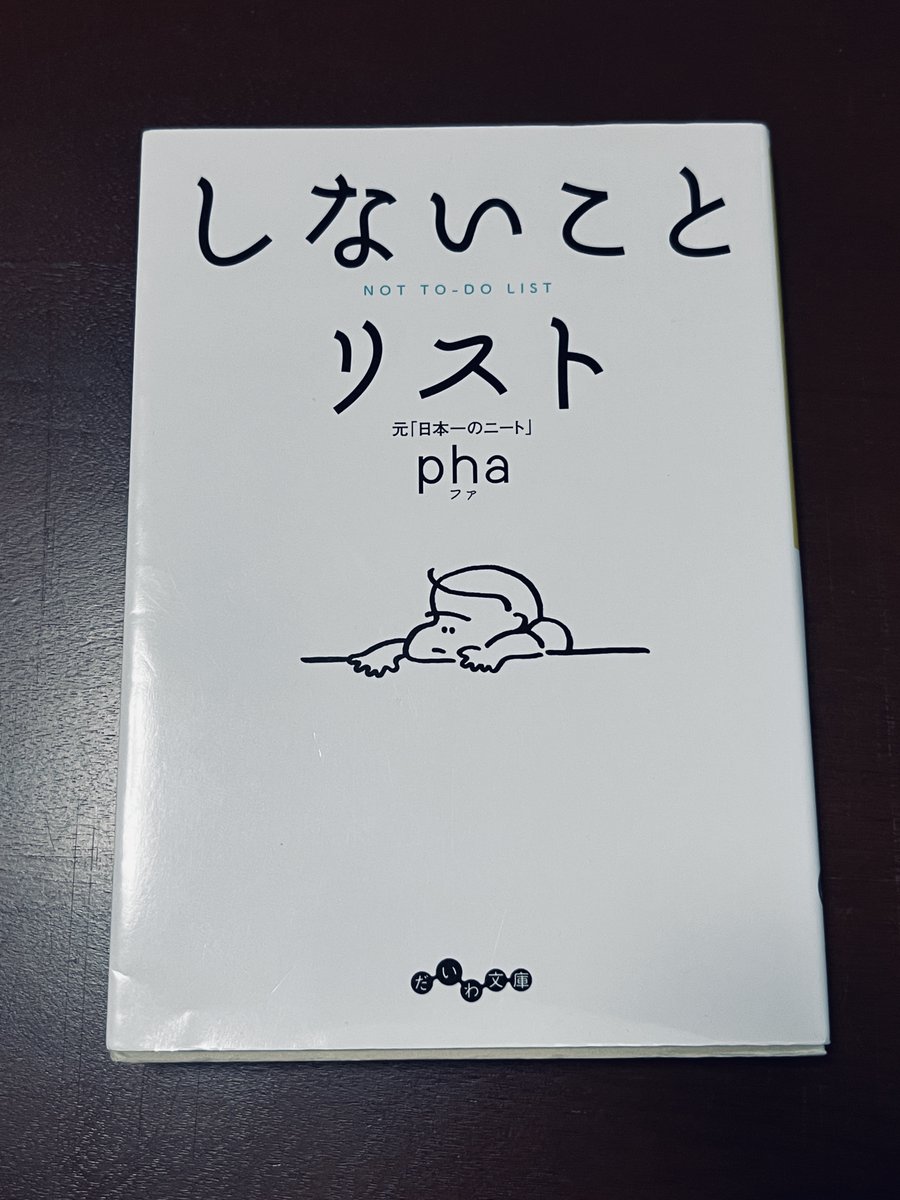 しないこと
NOT TO-DO LIST
リスト
元「日本一のニート」
pha
ファ
だいわ文庫